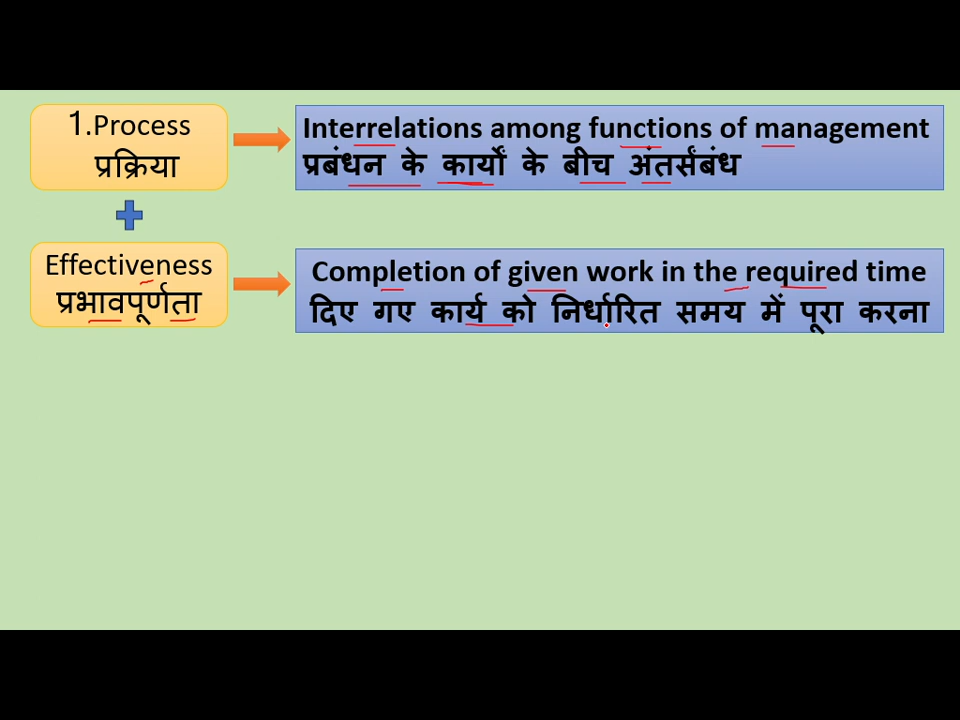 1.Process
प्रक्रिया
Interrelations among functions of management
प्रबंधन के कार्यों के बीच अंतर्संबंध
Effectiveness
प्रभावपूर्णता
Completion of given work in the required time
दिए गए कार्य को निर्धारित समय में पूरा करना